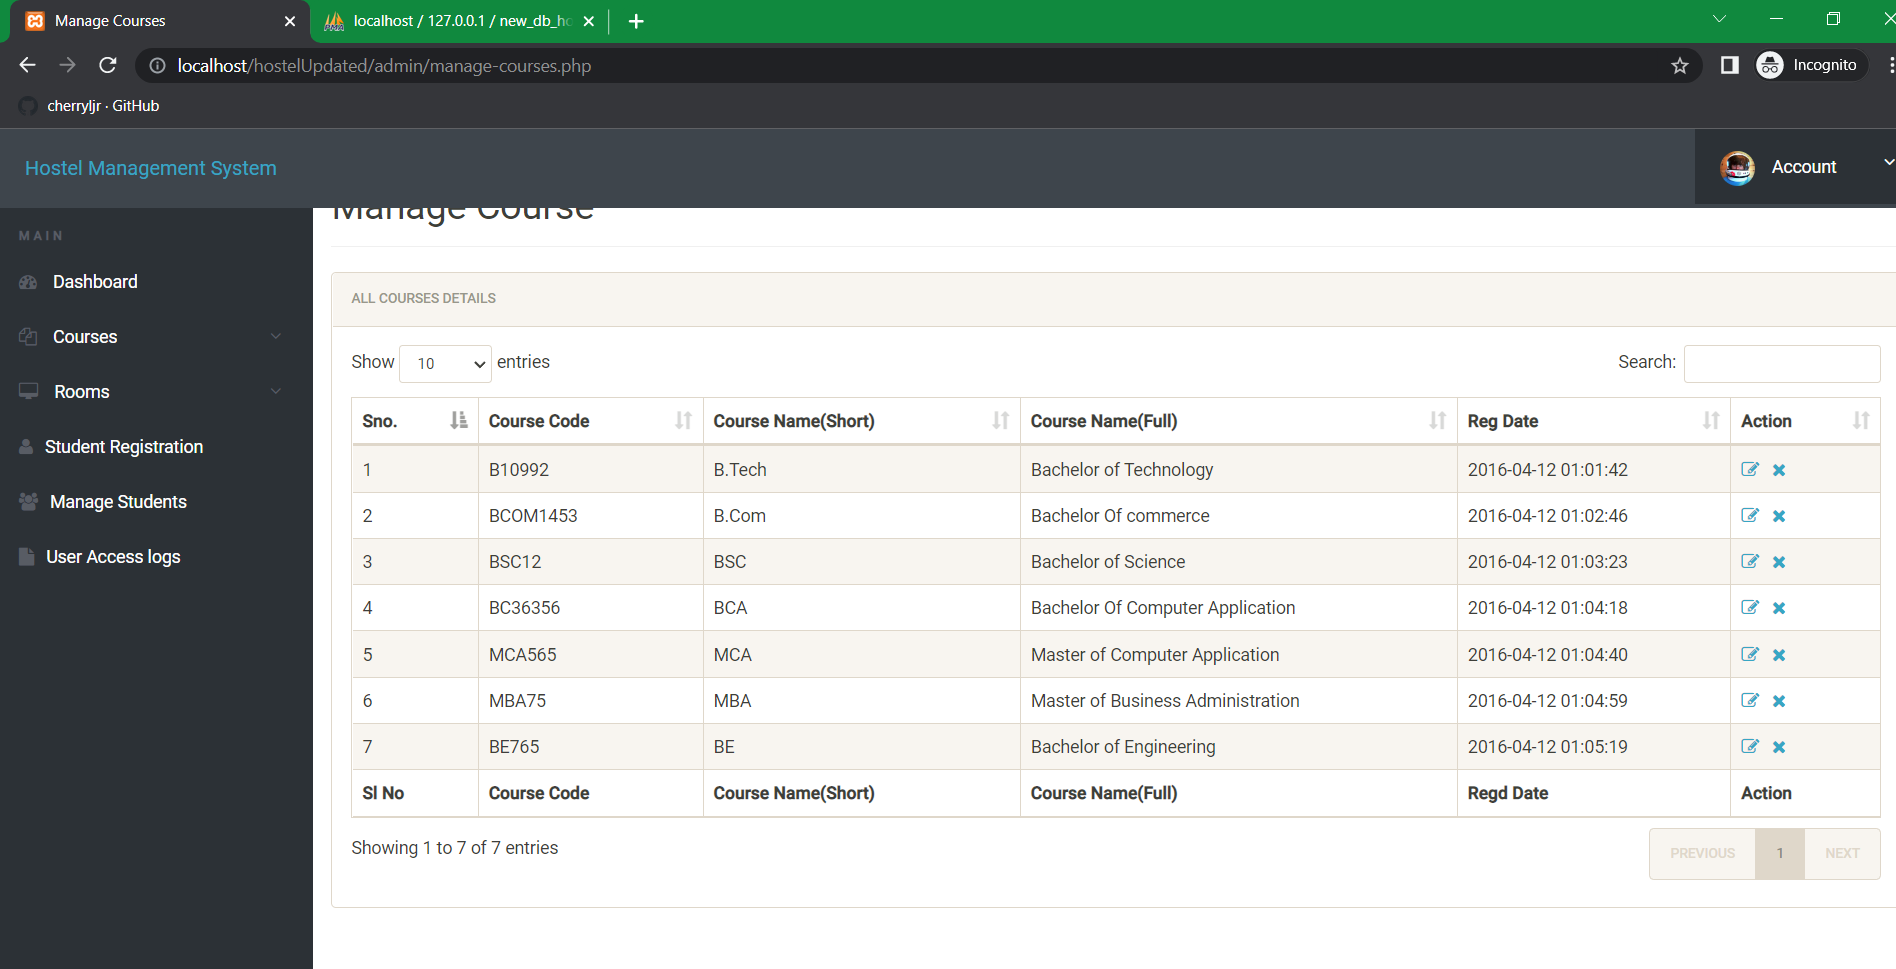 Manage Courses
localhost / 127.0.0.1 / new_db_ho
localhost/hostelUpdated/admin/manage-courses.php
Incognito
cherryljr · GitHub
Hostel Management System
Account
Manage Course
MAIN
Dashboard
Courses
Rooms
Student Registration
Manage Students
User Access logs
ALL COURSES DETAILS
Show 10 entries
Search:
Sno. Course Code Course Name(Short) Course Name(Full) Reg Date Action
1 B10992 B.Tech Bachelor of Technology 2016-04-12 01:01:42
2 BCOM1453 B.Com Bachelor Of commerce 2016-04-12 01:02:46
3 BSC12 BSC Bachelor of Science 2016-04-12 01:03:23
4 BC36356 BCA Bachelor Of Computer Application 2016-04-12 01:04:18
5 MCA565 MCA Master of Computer Application 2016-04-12 01:04:40
6 MBA75 MBA Master of Business Administration 2016-04-12 01:04:59
7 BE765 BE Bachelor of Engineering 2016-04-12 01:05:19
Sl No Course Code Course Name(Short) Course Name(Full) Regd Date Action
Showing 1 to 7 of 7 entries
PREVIOUS 1 NEXT